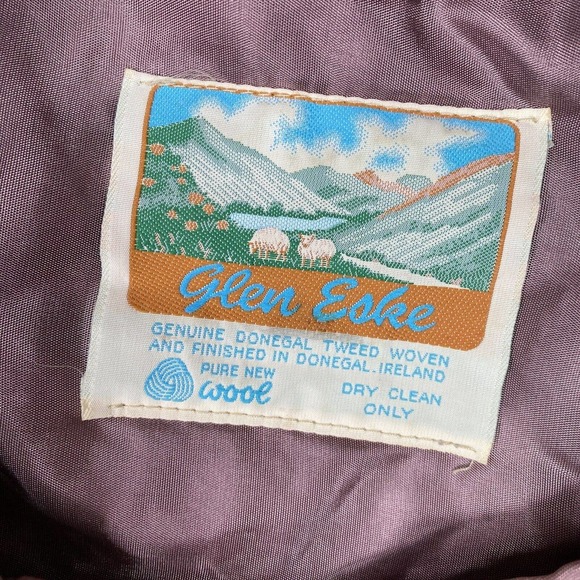 Glen Eske
GENUINE DONEGAL TWEED WOVEN
AND FINISHED IN DONEGAL.IRELAND
PURE NEW
wool
DRY CLEAN
ONLY